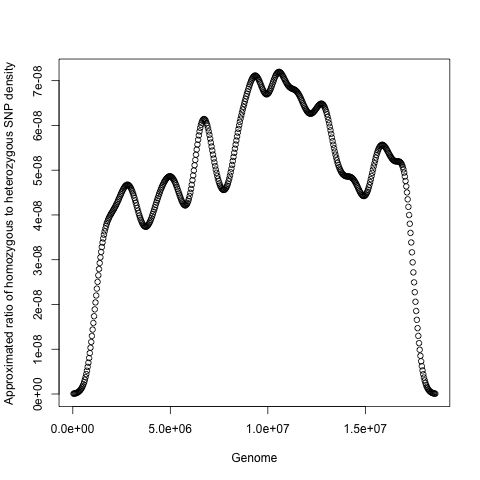 Approximated ratio of homozygous to heterozygous SNP density
7e-08
6e-08
5e-08
4e-08
3e-08
2e-08
1e-08
0e+00
0.0e+00 5.0e+06 1.0e+07 1.5e+07
Genome